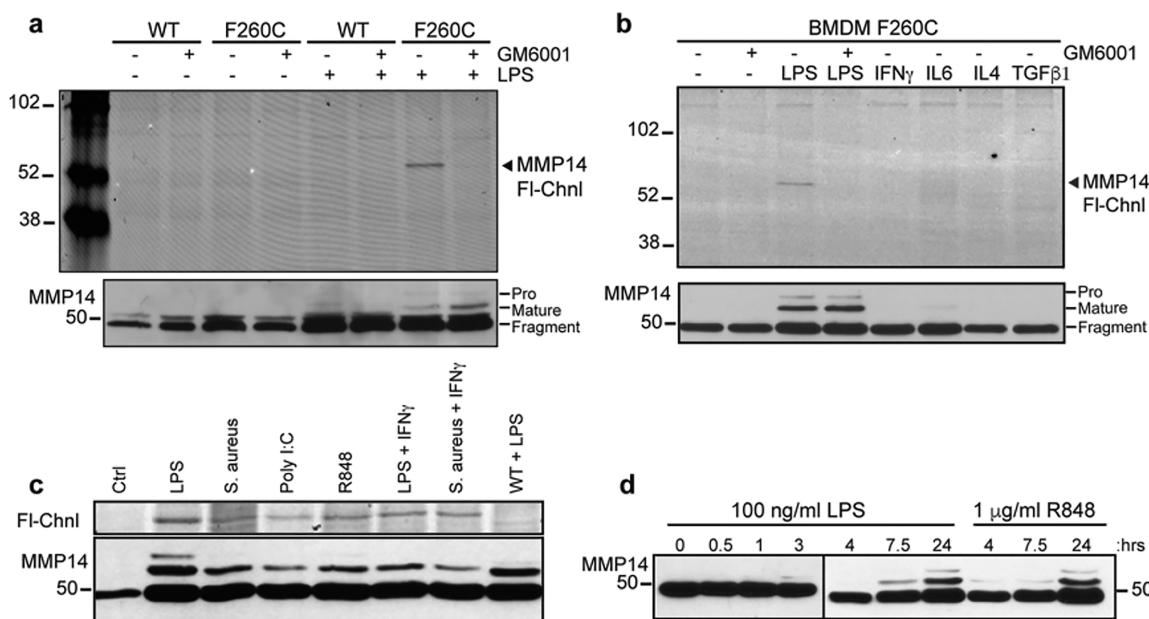 a
WT F260C WT F260C
- + - + - + - + GM6001
- - - - + + + + LPS
102
52
38
MMP14
Fl-Chnl
MMP14
50
Pro
Mature
Fragment
b
BMDM F260C
- + - + - - - - GM6001
- - LPS LPS IFNγ IL6 IL4 TGFβ1
102
52
38
MMP14
Fl-Chnl
MMP14
50
Pro
Mature
Fragment
c
Ctrl
LPS
S. aureus
Poly I:C
R848
LPS + IFNγ
S. aureus + IFNγ
WT + LPS
Fl-Chnl
MMP14
50
d
100 ng/ml LPS 1 μg/ml R848
0 0.5 1 3 4 7.5 24 4 7.5 24 :hrs
MMP14
50
50